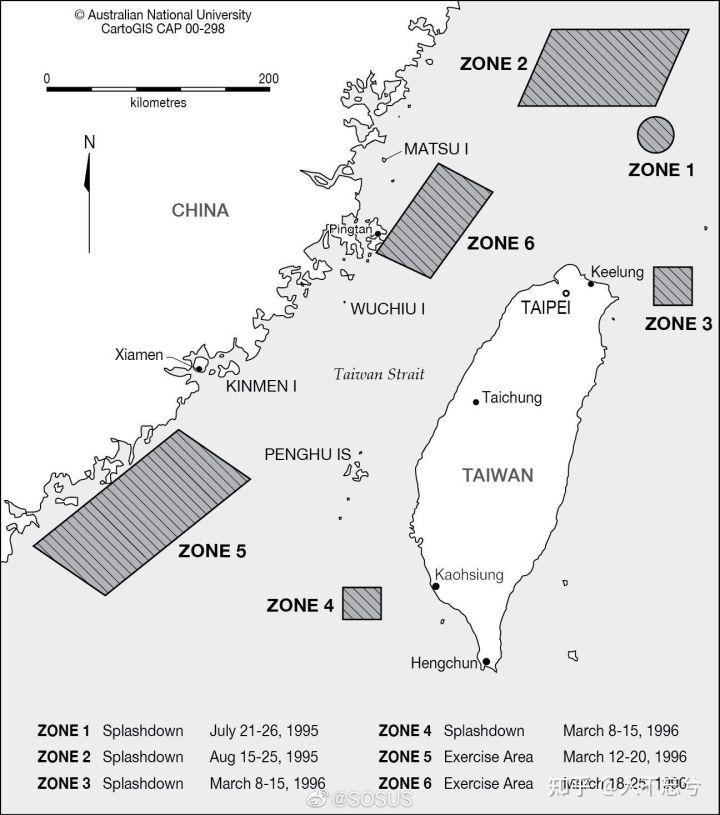 © Australian National University
CartoGIS CAP 00-298
0 200
kilometres
N
ZONE 2
ZONE 1
MATSU I
CHINA
Pingtan
ZONE 6
Keelung
WUCHIU I
TAIPEI
ZONE 3
Xiamen
KINMEN I
Taiwan Strait
Taichung
PENGHU IS
TAIWAN
ZONE 5
Kaohsiung
ZONE 4
Hengchun
ZONE 1 Splashdown July 21-26, 1995
ZONE 2 Splashdown Aug 15-25, 1995
ZONE 3 Splashdown March 8-15, 1996
ZONE 4 Splashdown March 8-15, 1996
ZONE 5 Exercise Area March 12-20, 1996
ZONE 6 Exercise Area March 18-25, 1996
@SOSUS
知乎